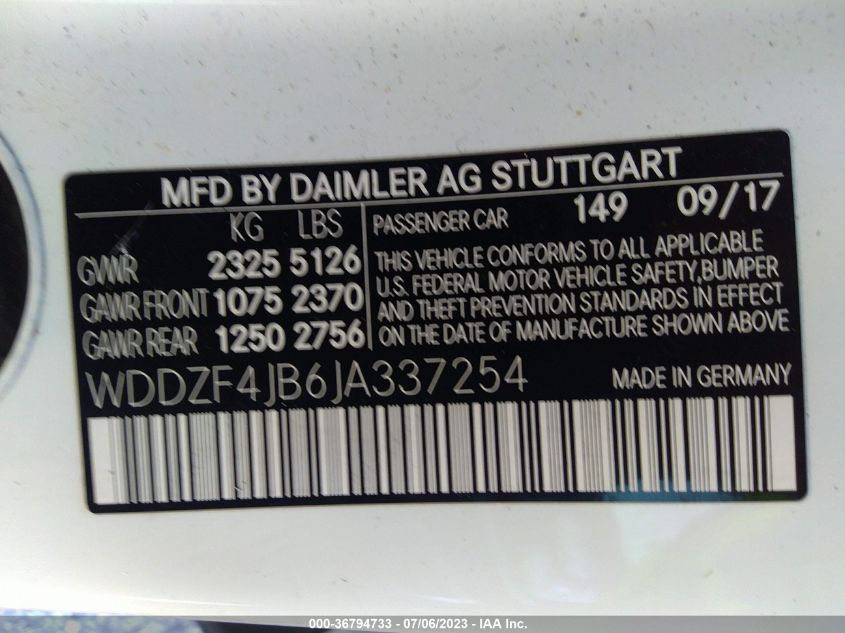 MFD BY DAIMLER AG STUTTGART
KG LBS
GVWR 2325 5126
GAWR FRONT 1075 2370
GAWR REAR 1250 2756
PASSENGER CAR 149 09/17
THIS VEHICLE CONFORMS TO ALL APPLICABLE
U.S. FEDERAL MOTOR VEHICLE SAFETY,BUMPER
AND THEFT PREVENTION STANDARDS IN EFFECT
ON THE DATE OF MANUFACTURE SHOWN ABOVE
WDDZF4JB6JA337254 MADE IN GERMANY
000-36794733 - 07/06/2023 - IAA Inc.